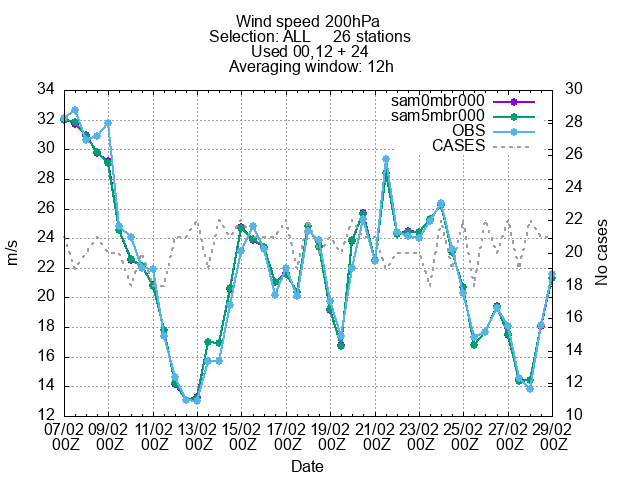 Wind speed 200hPa
Selection: ALL 26 stations
Used 00,12 + 24
Averaging window: 12h
34 30
32 28
30 26
28 24
26 22
24 20
22 18
20 16
18 14
16 12
14 10
12
m/s
No cases
sam0mbr000
sam5mbr000
OBS
CASES
07/02 09/02 11/02 13/02 15/02 17/02 19/02 21/02 23/02 25/02 27/02 29/02
00Z 00Z 00Z 00Z 00Z 00Z 00Z 00Z 00Z 00Z 00Z 00Z
Date